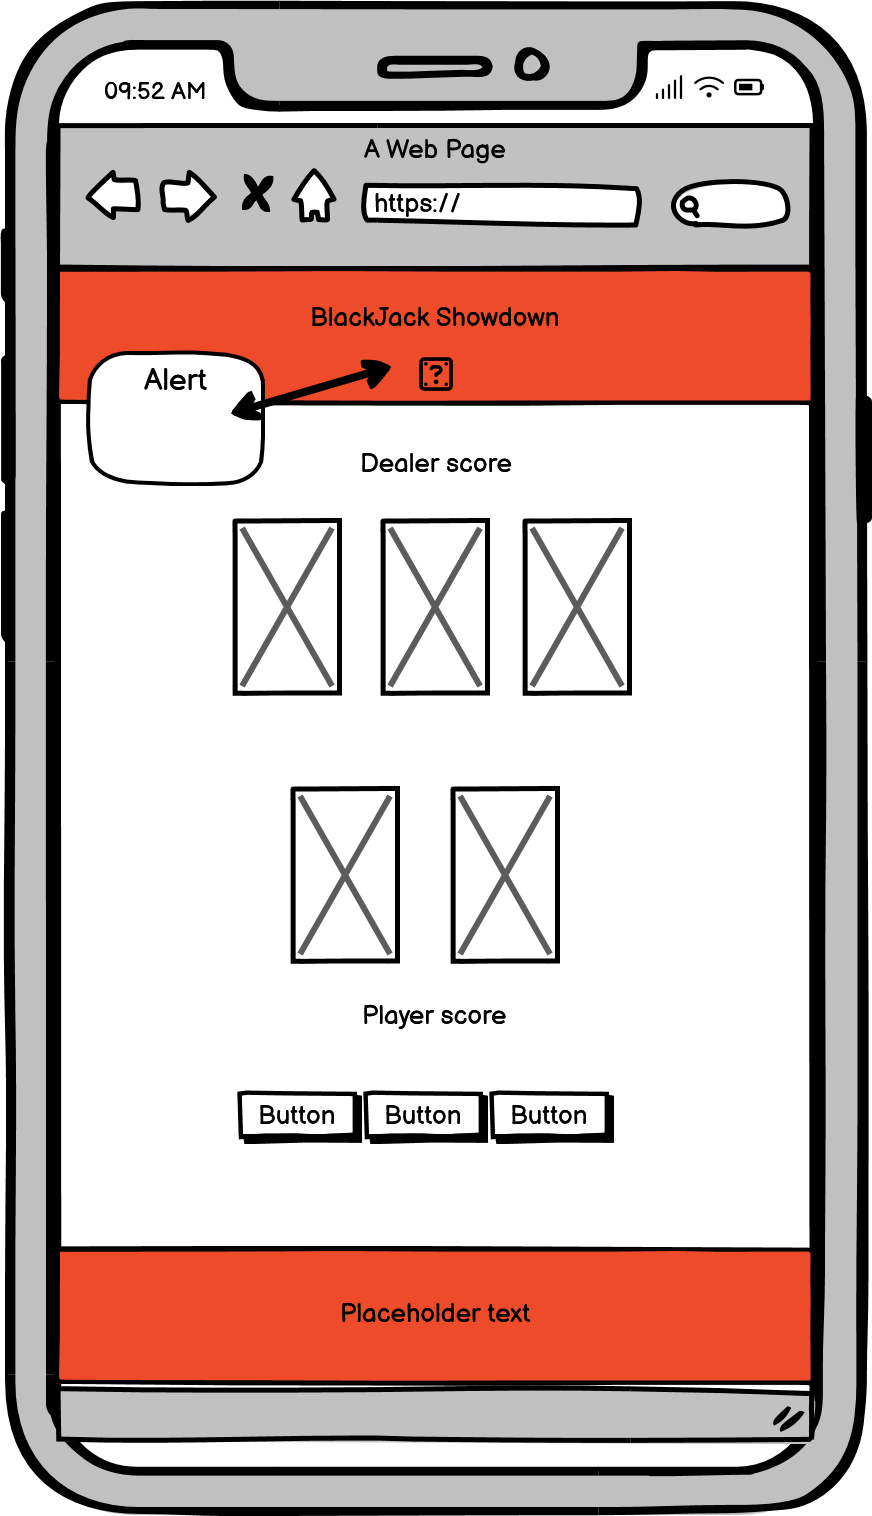 09:52 AM
A Web Page
https://
BlackJack Showdown
?
Alert
Dealer score
Player score
Button Button Button
Placeholder text